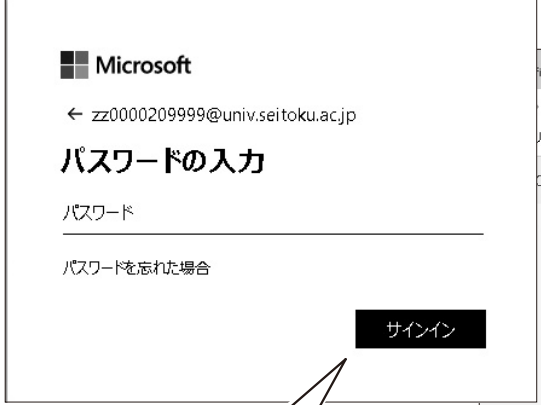 Microsoft
← zz0000209999@univ.seitoku.ac.jp
パスワードの入力
パスワード
パスワードを忘れた場合
サインイン